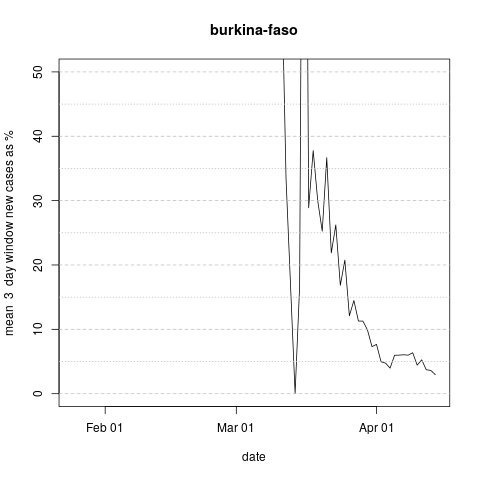 burkina-faso
mean 3 day window new cases as %
50
40
30
20
10
0
Feb 01
Mar 01
Apr 01
date